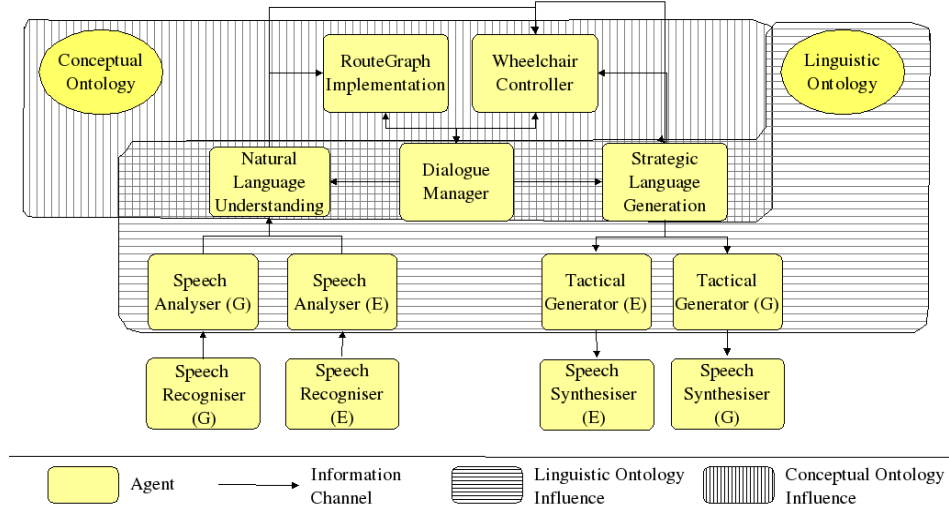 Conceptual
Ontology
RouteGraph
Implementation
Wheelchair
Controller
Linguistic
Ontology
Natural
Language
Understanding
Dialogue
Manager
Strategic
Language
Generation
Speech
Analyser (G)
Speech
Analyser (E)
Tactical
Generator (E)
Tactical
Generator (G)
Speech
Recogniser
(G)
Speech
Recogniser
(E)
Speech
Synthesiser
(E)
Speech
Synthesiser
(G)
Agent
Information
Channel
Linguistic Ontology
Influence
Conceptual Ontology
Influence